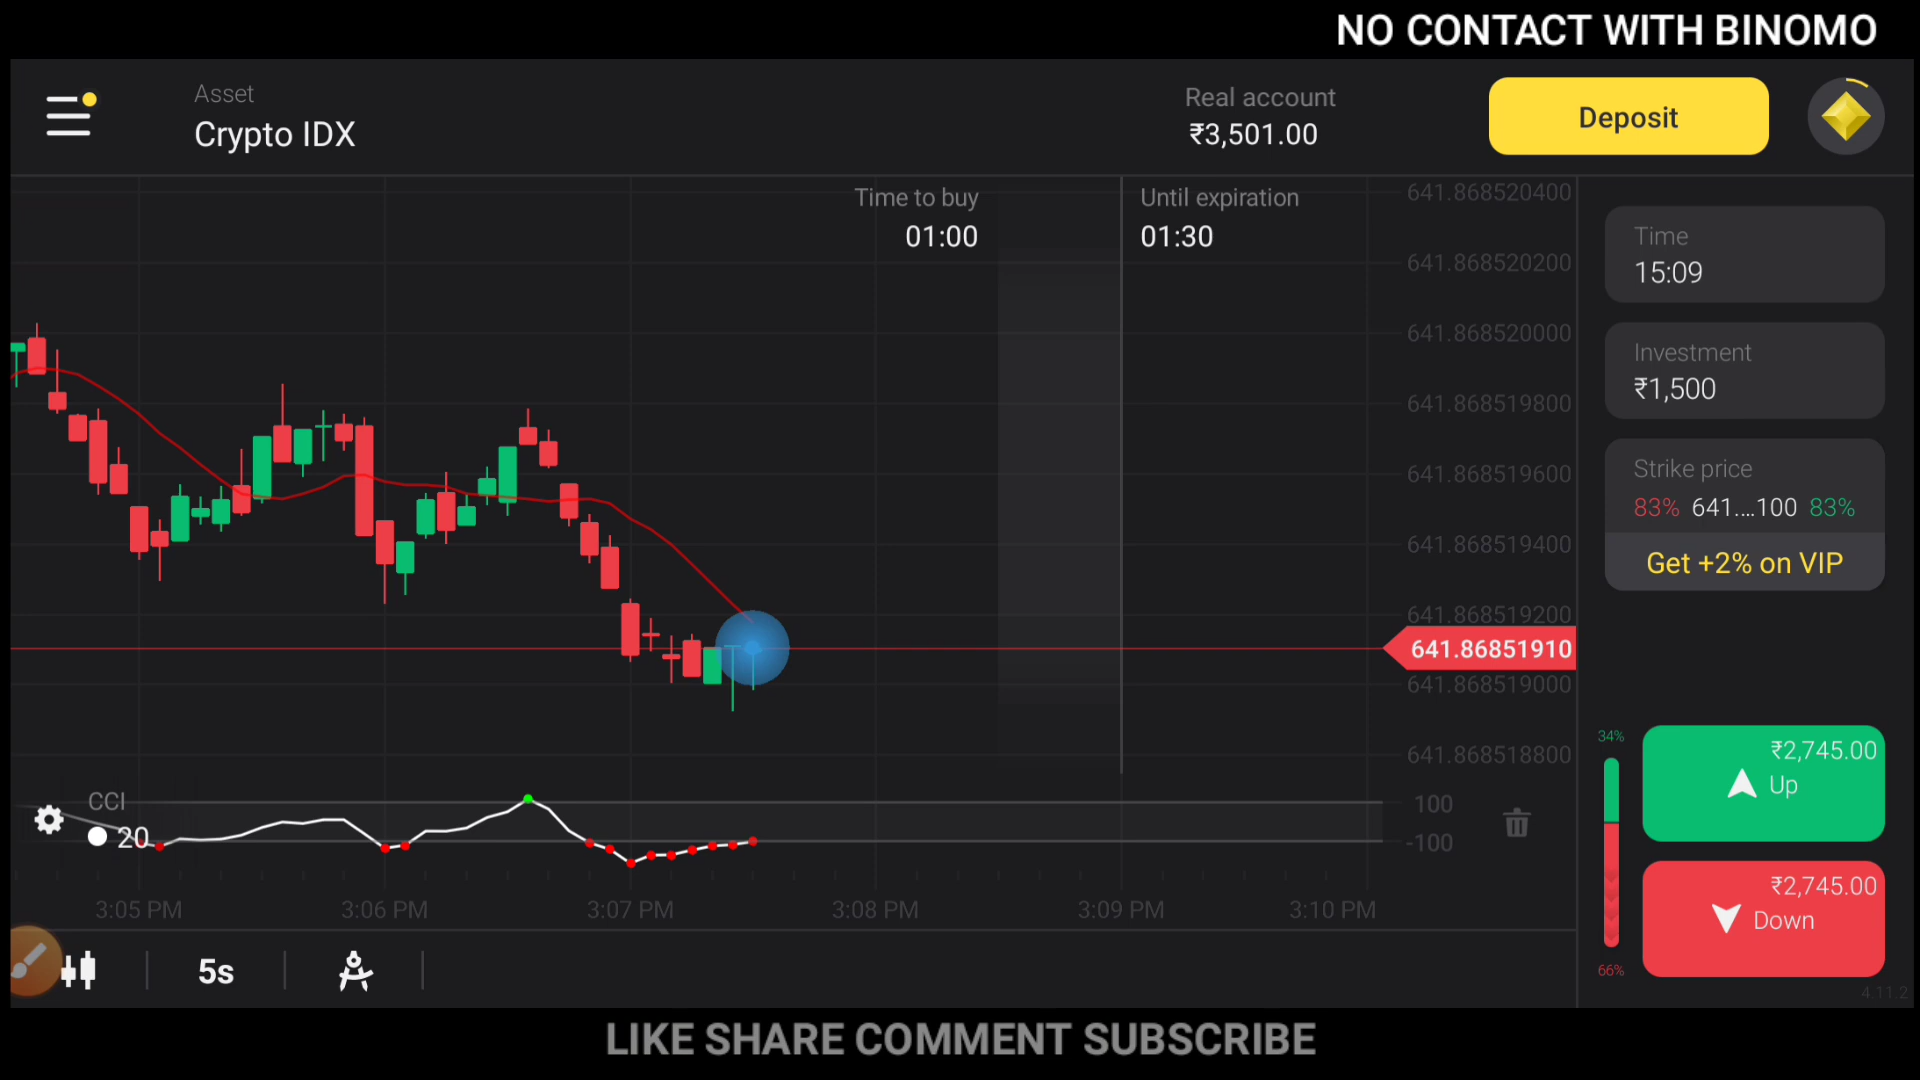 NO CONTACT WITH BINOMO
Asset
Crypto IDX
Real account
₹3,501.00
Deposit
Time to buy
01:00
Until expiration
01:30
641.868520400
641.868520200
641.868520000
641.868519800
641.868519600
641.868519400
641.868519200
641.86851910
641.868519000
641.868518800
Time
15:09
Investment
₹1,500
Strike price
83% 641....100 83%
Get +2% on VIP
34%
₹2,745.00
Up
₹2,745.00
Down
66%
4.11.2
CCI
20
100
-100
3:05 PM
3:06 PM
3:07 PM
3:08 PM
3:09 PM
3:10 PM
5s
LIKE SHARE COMMENT SUBSCRIBE